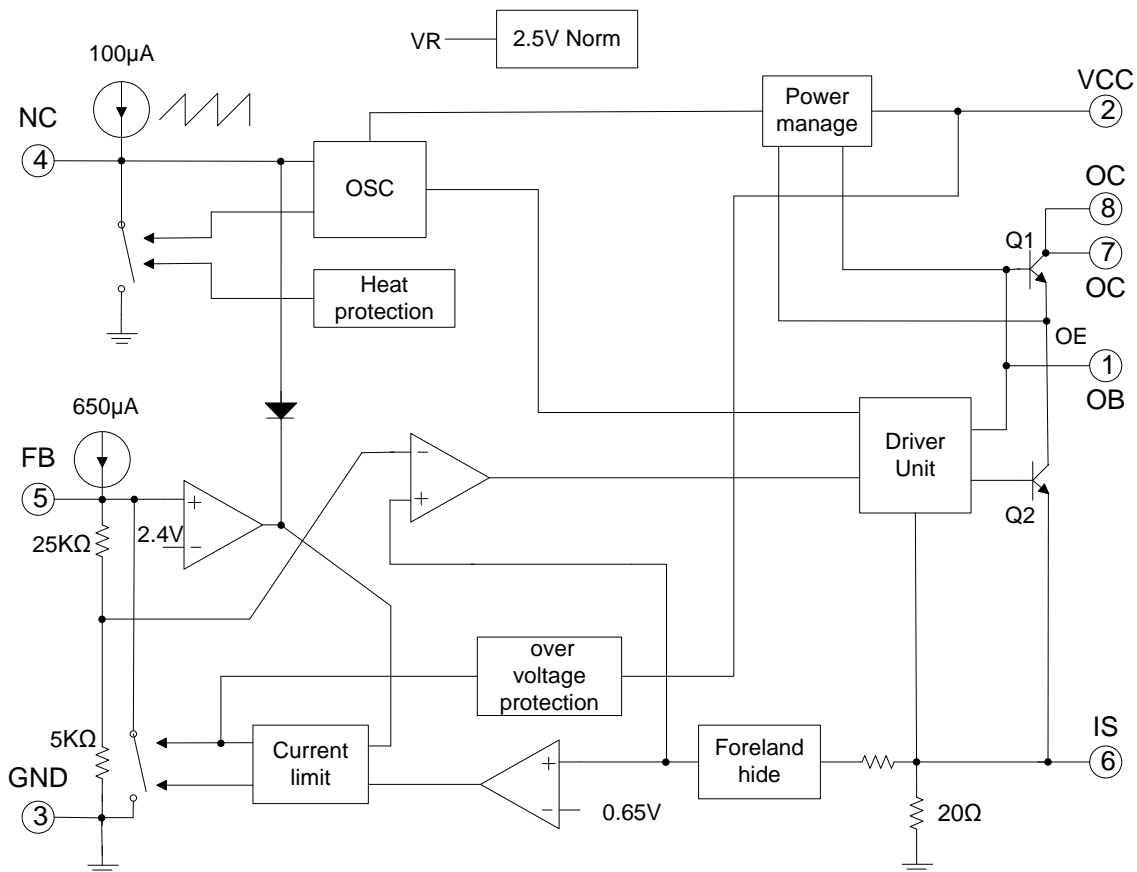 VR
2.5V Norm
100μA
NC
4
OSC
Power
manage
VCC
2
OC
8
Q1
7
OC
Heat
protection
OE
1
OB
650μA
FB
5
+
−
2.4V
25KΩ
−
+
Driver
Unit
Q2
over
voltage
protection
5KΩ
GND
3
Current
limit
+
−
0.65V
Foreland
hide
20Ω
IS
6